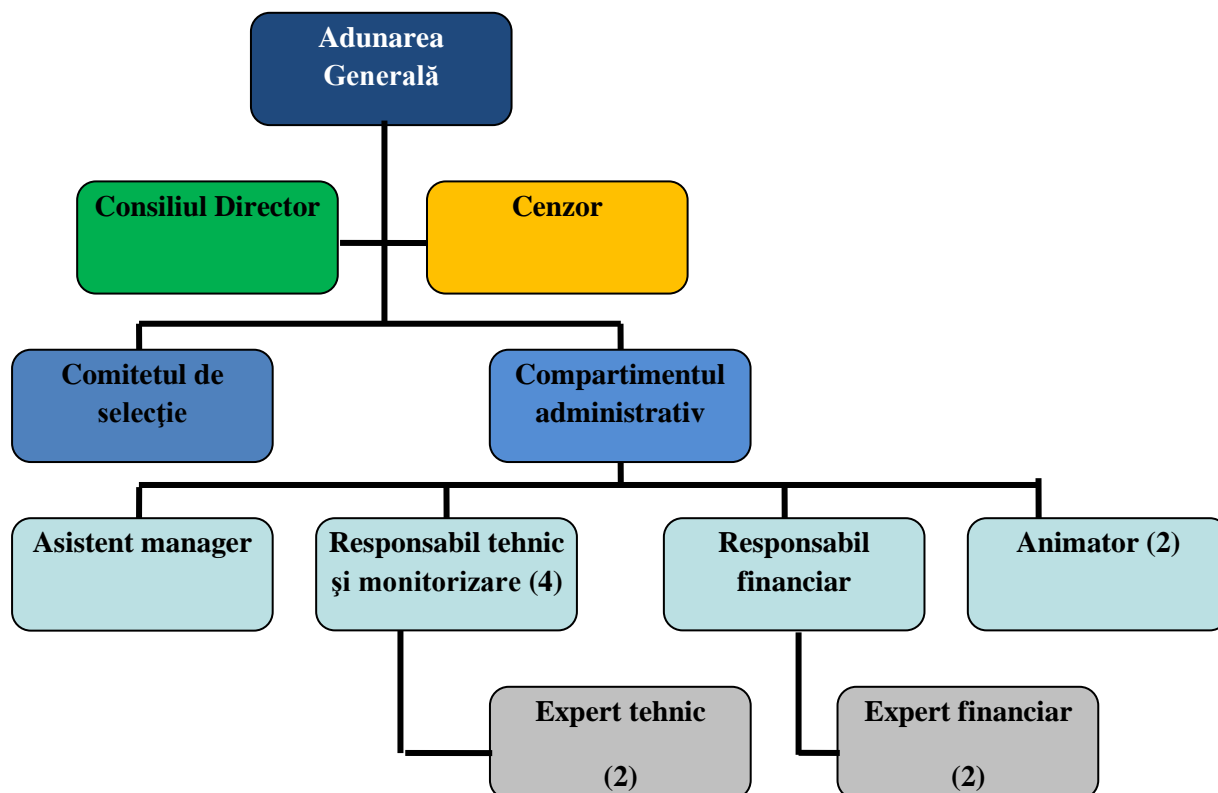 Adunarea
Generală
Consiliul Director
Cenzor
Comitetul de
selecţie
Compartimentul
administrativ
Asistent manager
Responsabil tehnic
şi monitorizare (4)
Responsabil
financiar
Animator (2)
Expert tehnic
(2)
Expert financiar
(2)